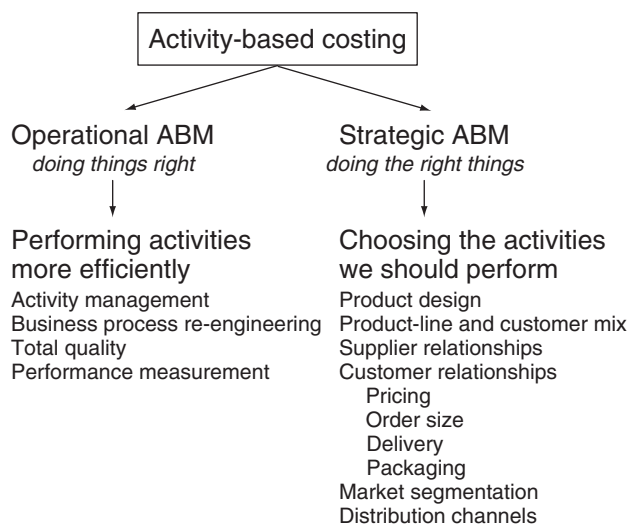 Activity-based costing
Operational ABM
doing things right
Performing activities
more efficiently
Activity management
Business process re-engineering
Total quality
Performance measurement
Strategic ABM
doing the right things
Choosing the activities
we should perform
Product design
Product-line and customer mix
Supplier relationships
Customer relationships
Pricing
Order size
Delivery
Packaging
Market segmentation
Distribution channels